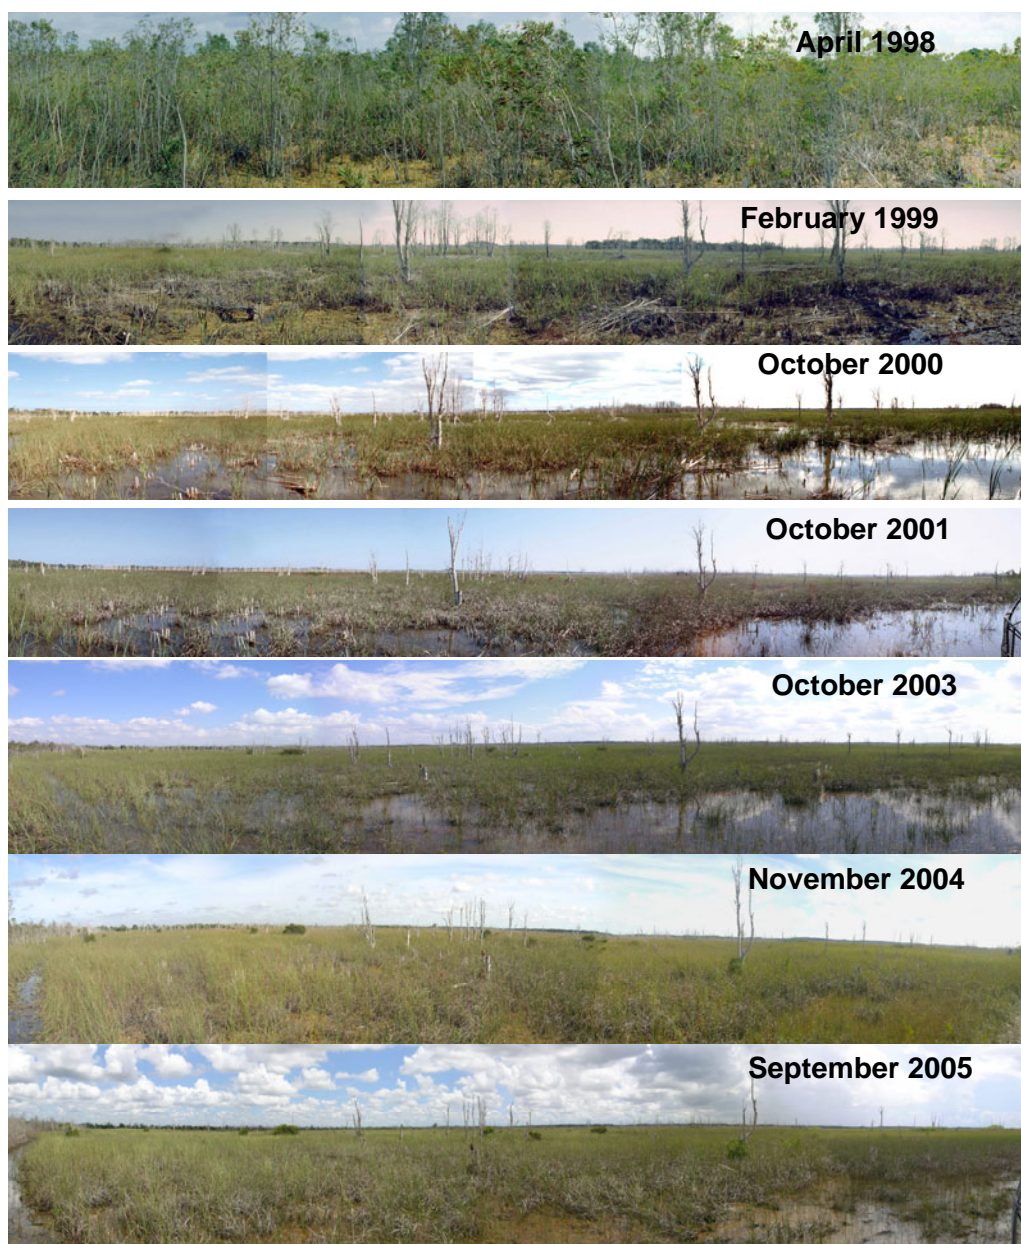 April 1998
February 1999
October 2000
October 2001
October 2003
November 2004
September 2005